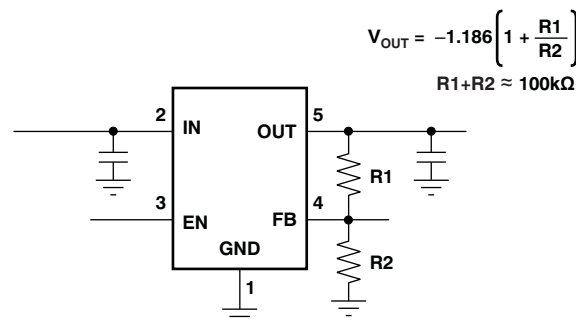 V_OUT = −1.186(1 + R1/R2)
R1+R2 ≈ 100kΩ
2
IN
OUT
5
R1
3
EN
FB
4
GND
R2
1